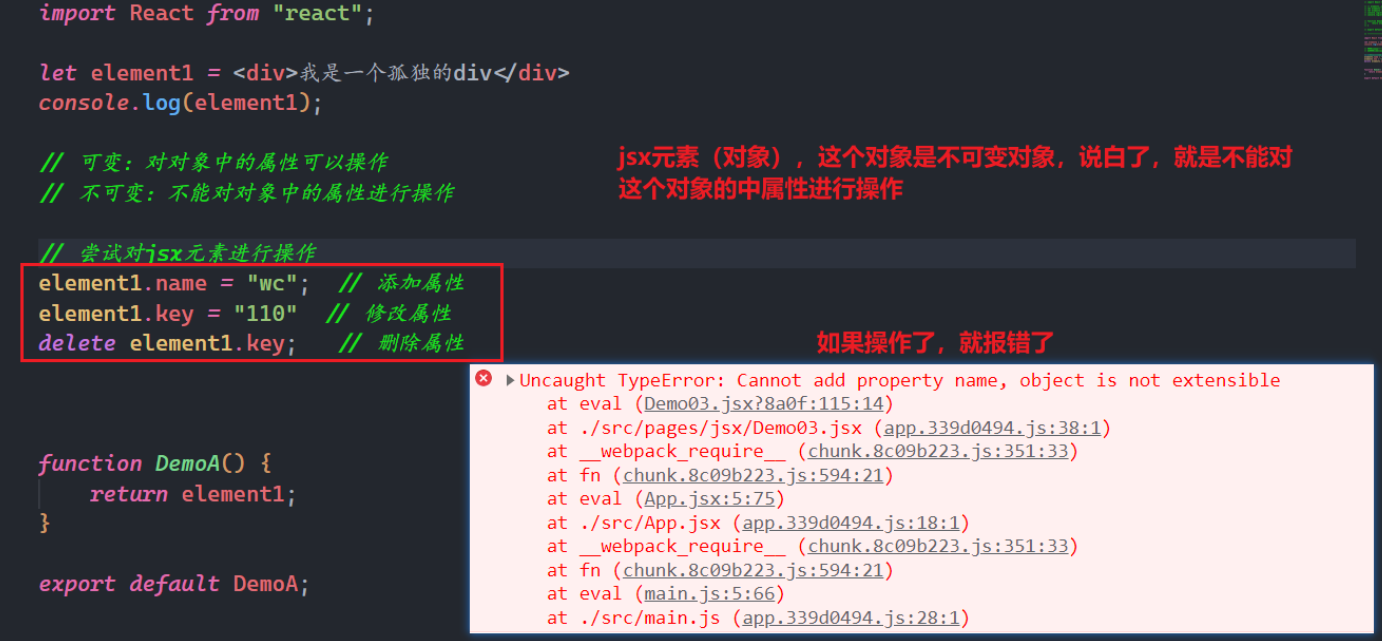 import React from "react";
let element1 = <div>我是一个孤独的div</div>
console.log(element1);
// 可变：对对象中的属性可以操作
// 不可变：不能对对象中的属性进行操作
jsx元素（对象），这个对象是不可变对象，说白了，就是不能对
这个对象的中属性进行操作
// 尝试对jsx元素进行操作
element1.name = "wc"; // 添加属性
element1.key = "110" // 修改属性
delete element1.key; // 删除属性
如果操作了，就报错了
Uncaught TypeError: Cannot add property name, object is not extensible
at eval (Demo03.jsx?8a0f:115:14)
at ./src/pages/jsx/Demo03.jsx (app.339d0494.js:38:1)
at __webpack_require__ (chunk.8c09b223.js:351:33)
at fn (chunk.8c09b223.js:594:21)
at eval (App.jsx:5:75)
at ./src/App.jsx (app.339d0494.js:18:1)
at __webpack_require__ (chunk.8c09b223.js:351:33)
at fn (chunk.8c09b223.js:594:21)
at eval (main.js:5:66)
at ./src/main.js (app.339d0494.js:28:1)
function DemoA() {
return element1;
}
export default DemoA;